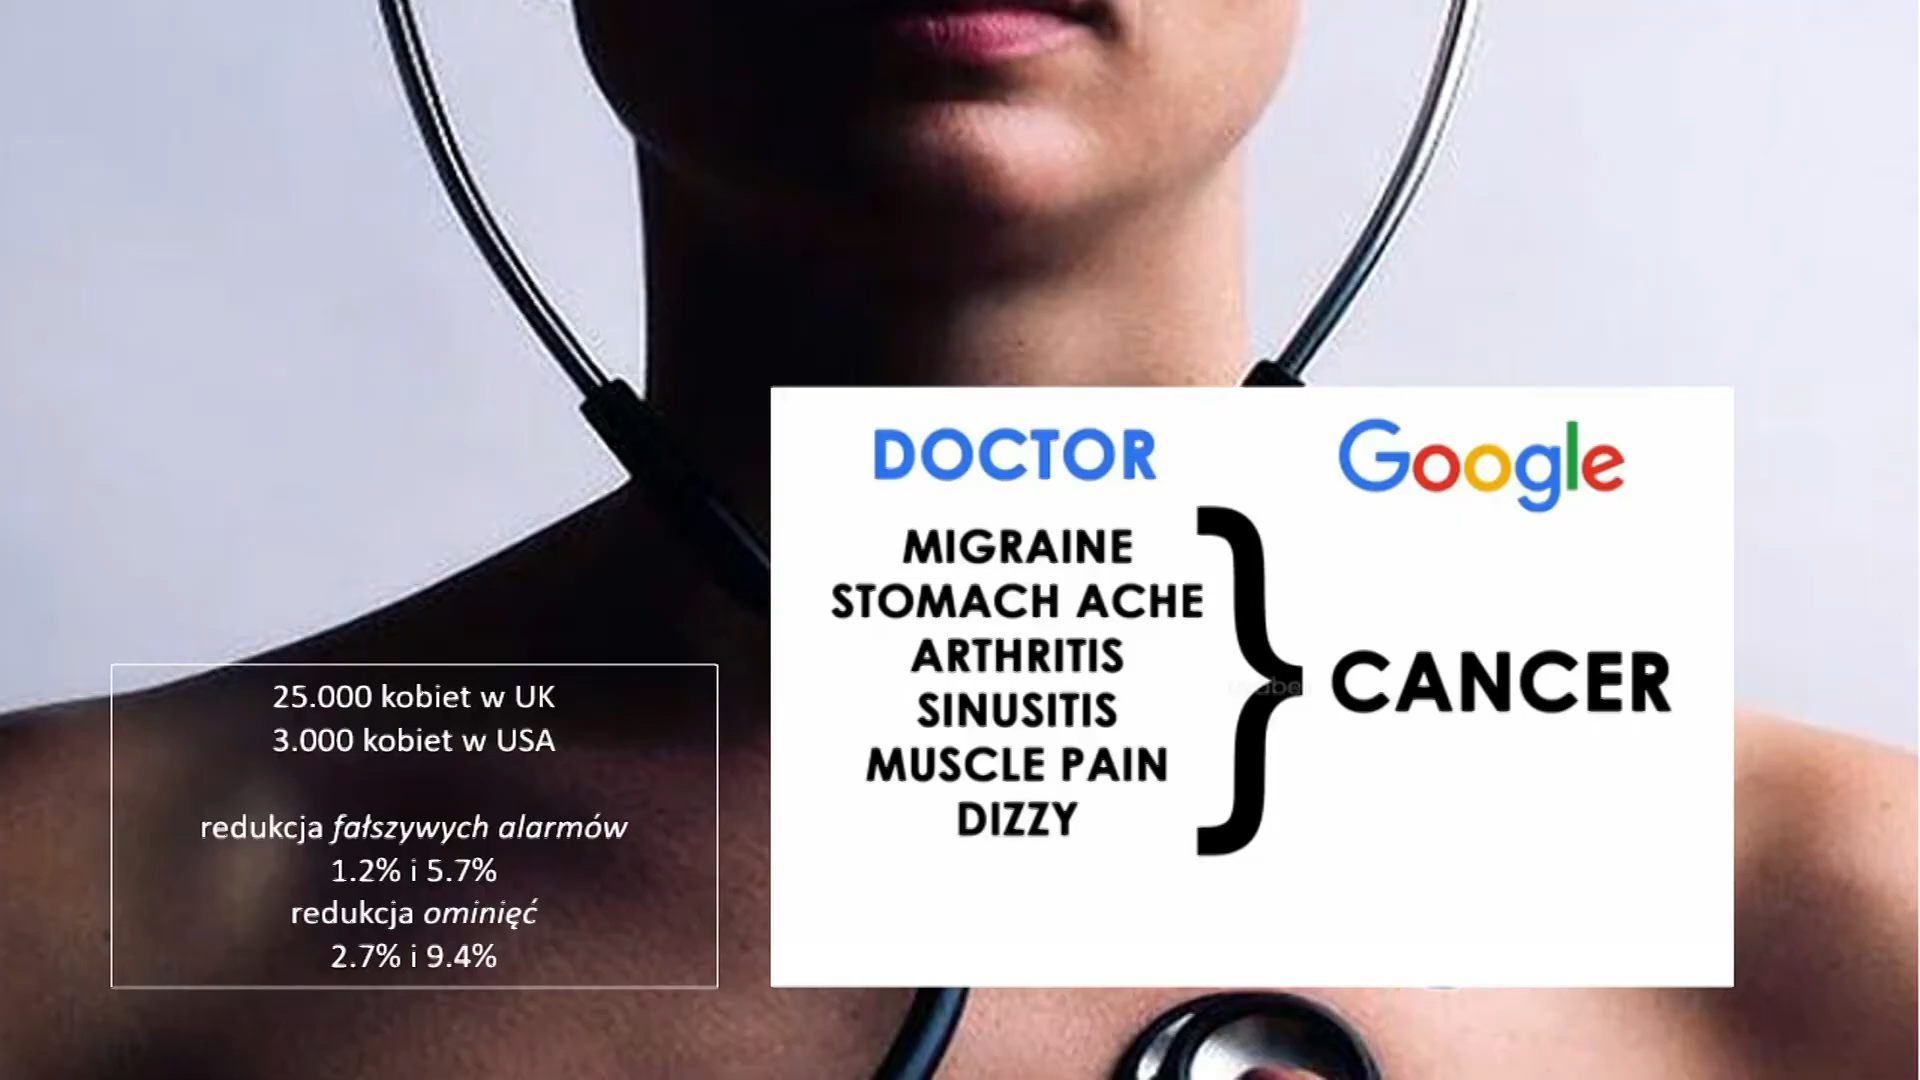 DOCTOR
Google
MIGRAINE
STOMACH ACHE
ARTHRITIS
SINUSITIS
MUSCLE PAIN
DIZZY
CANCER
25.000 kobiet w UK
3.000 kobiet w USA
redukcja fałszywych alarmów
1.2% i 5.7%
redukcja ominięć
2.7% i 9.4%